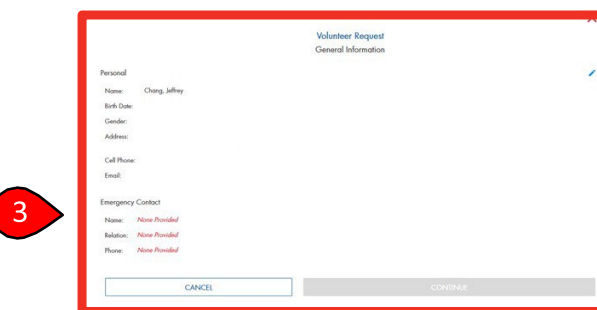 Volunteer Request
General Information
Personal
Name: Chang, Jeffrey
Birth Date:
Gender:
Address:
Cell Phone:
Email:
3
Emergency Contact
Name: None Provided
Relation: None Provided
Phone: None Provided
CANCEL CONTINUE